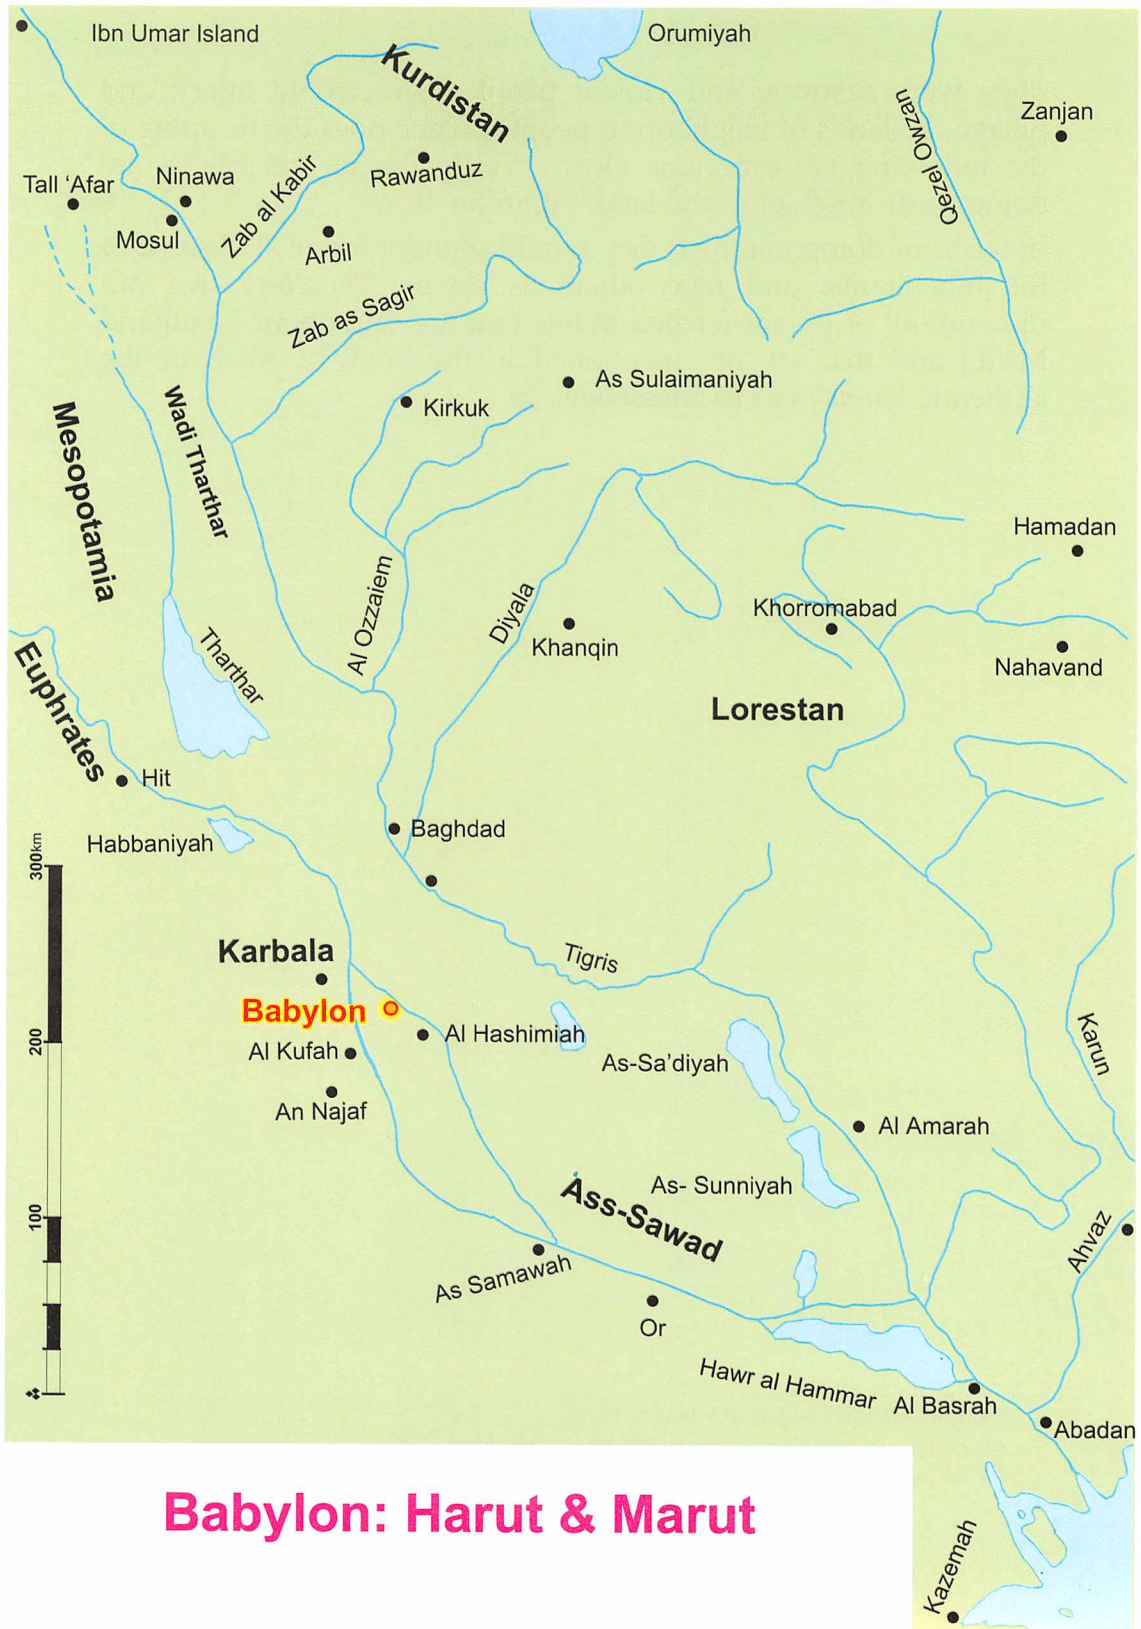 Ibn Umar Island
Orumiyah
Kurdistan
Zanjan
Qezel Owzan
Tall ‘Afar
Ninawa
Mosul
Zab al Kabir
Rawanduz
Arbil
Zab as Sagir
As Sulaimaniyah
Kirkuk
Wadi Tharthar
Mesopotamia
Hamadan
Al Ozzaiem
Diyala
Khorromabad
Khanqin
Nahavand
Tharthar
Euphrates
Lorestan
Hit
Baghdad
Habbaniyah
300km
Karbala
Tigris
Babylon
Al Hashimiah
200
Al Kufah
As-Sa’diyah
Karun
An Najaf
Al Amarah
As- Sunniyah
Ass-Sawad
100
Ahvaz
As Samawah
Or
Hawr al Hammar
Al Basrah
Abadan
Babylon: Harut & Marut
Kazemah